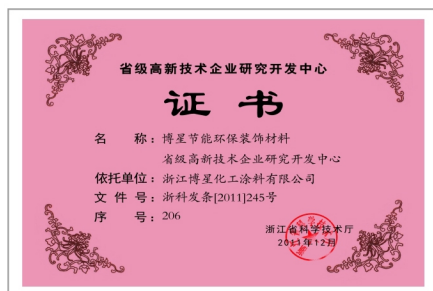 省级高新技术企业研究开发中心
证书
名 称：博星节能环保装饰材料
省级高新技术企业研究开发中心
依托单位：浙江博星化工涂料有限公司
文 件 号：浙科发条[2011]245号
序 号：206
浙江省科学技术厅
2011年12月